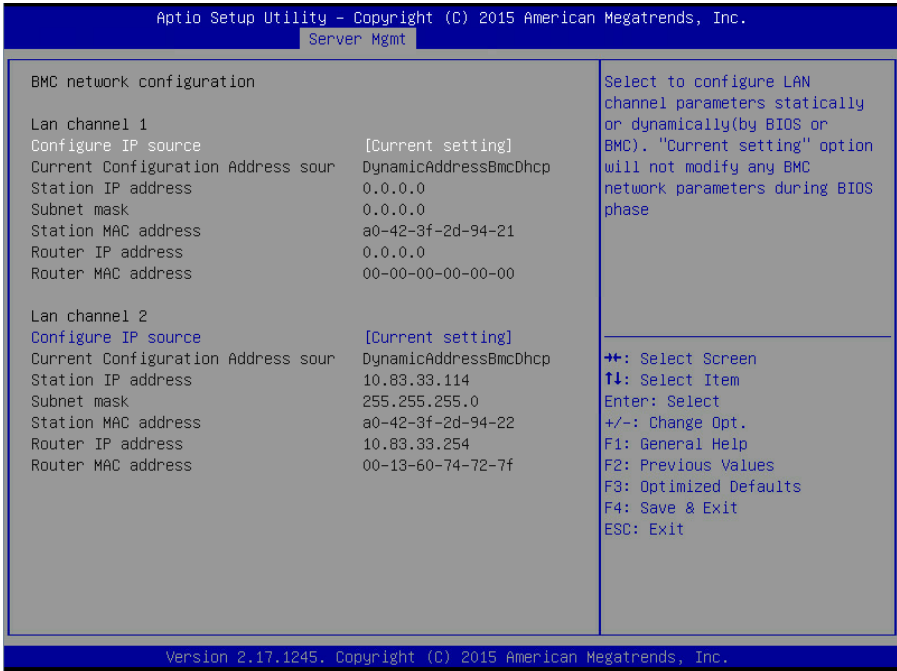 Aptio Setup Utility – Copyright (C) 2015 American Megatrends, Inc.
Server Mgmt
BMC network configuration
Lan channel 1
Configure IP source [Current setting]
Current Configuration Address sour DynamicAddressBmcDhcp
Station IP address 0.0.0.0
Subnet mask 0.0.0.0
Station MAC address a0-42-3f-2d-94-21
Router IP address 0.0.0.0
Router MAC address 00-00-00-00-00-00
Lan channel 2
Configure IP source [Current setting]
Current Configuration Address sour DynamicAddressBmcDhcp
Station IP address 10.83.33.114
Subnet mask 255.255.255.0
Station MAC address a0-42-3f-2d-94-22
Router IP address 10.83.33.254
Router MAC address 00-13-60-74-72-7f
Select to configure LAN
channel parameters statically
or dynamically(by BIOS or
BMC). "Current setting" option
will not modify any BMC
network parameters during BIOS
phase
→←: Select Screen
↑↓: Select Item
Enter: Select
+/-: Change Opt.
F1: General Help
F2: Previous Values
F3: Optimized Defaults
F4: Save & Exit
ESC: Exit
Version 2.17.1245. Copyright (C) 2015 American Megatrends, Inc.